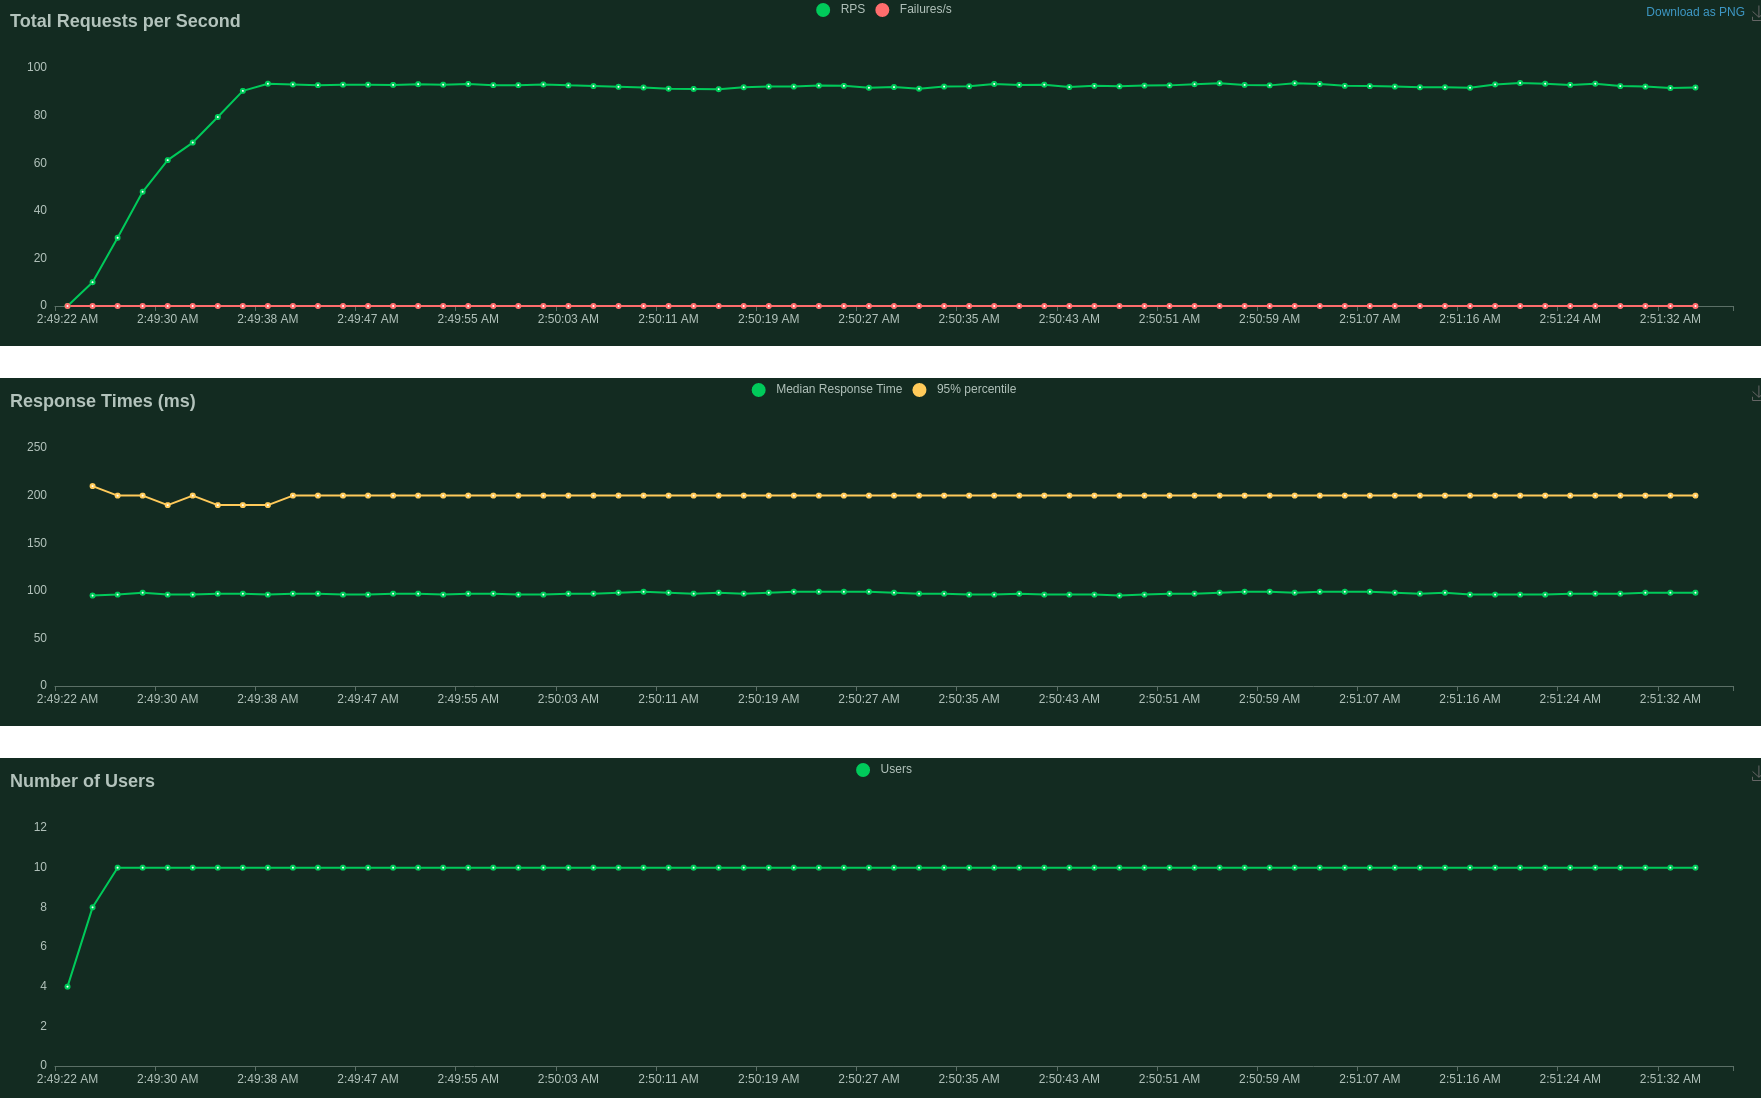 Total Requests per Second
RPS Failures/s
Download as PNG
100
80
60
40
20
0
2:49:22 AM 2:49:30 AM 2:49:38 AM 2:49:47 AM 2:49:55 AM 2:50:03 AM 2:50:11 AM 2:50:19 AM 2:50:27 AM 2:50:35 AM 2:50:43 AM 2:50:51 AM 2:50:59 AM 2:51:07 AM 2:51:16 AM 2:51:24 AM 2:51:32 AM
Response Times (ms)
Median Response Time 95% percentile
250
200
150
100
50
0
2:49:22 AM 2:49:30 AM 2:49:38 AM 2:49:47 AM 2:49:55 AM 2:50:03 AM 2:50:11 AM 2:50:19 AM 2:50:27 AM 2:50:35 AM 2:50:43 AM 2:50:51 AM 2:50:59 AM 2:51:07 AM 2:51:16 AM 2:51:24 AM 2:51:32 AM
Number of Users
Users
12
10
8
6
4
2
0
2:49:22 AM 2:49:30 AM 2:49:38 AM 2:49:47 AM 2:49:55 AM 2:50:03 AM 2:50:11 AM 2:50:19 AM 2:50:27 AM 2:50:35 AM 2:50:43 AM 2:50:51 AM 2:50:59 AM 2:51:07 AM 2:51:16 AM 2:51:24 AM 2:51:32 AM